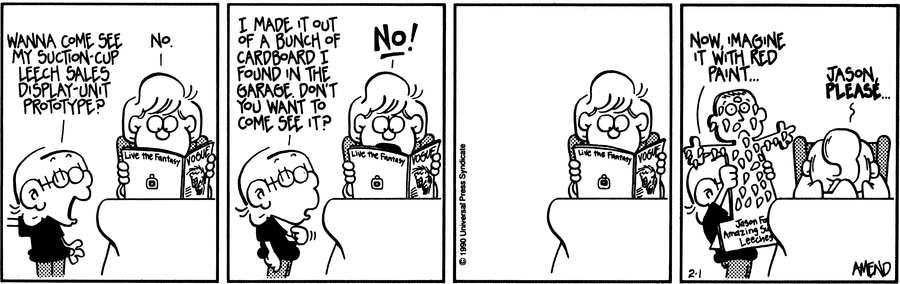 WANNA COME SEE
MY SUCTION-CUP
LEECH SALES
DISPLAY-UNIT
PROTOTYPE?
NO.
Live the Fantasy
VOGUE
I MADE IT OUT
OF A BUNCH OF
CARDBOARD I
FOUND IN THE
GARAGE. DON'T
YOU WANT TO
COME SEE IT?
NO!
Live the Fantasy
VOGUE
© 1990 Universal Press Syndicate
Live the Fantasy
VOGUE
NOW, IMAGINE
IT WITH RED
PAINT...
JASON,
PLEASE...
Jason Fo
Amazing Su
Leeches
2-1
AMEND